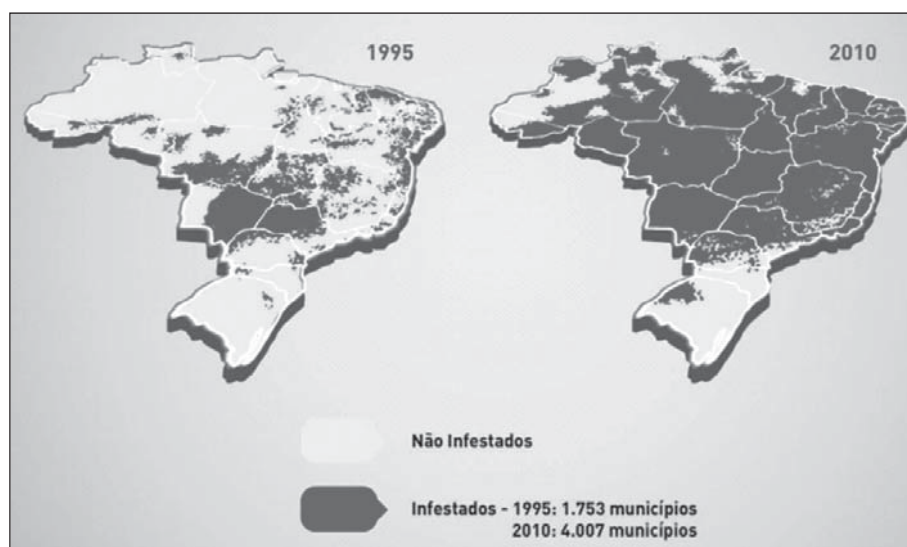 1995
2010
Não Infestados
Infestados - 1995: 1.753 municípios
2010: 4.007 municípios